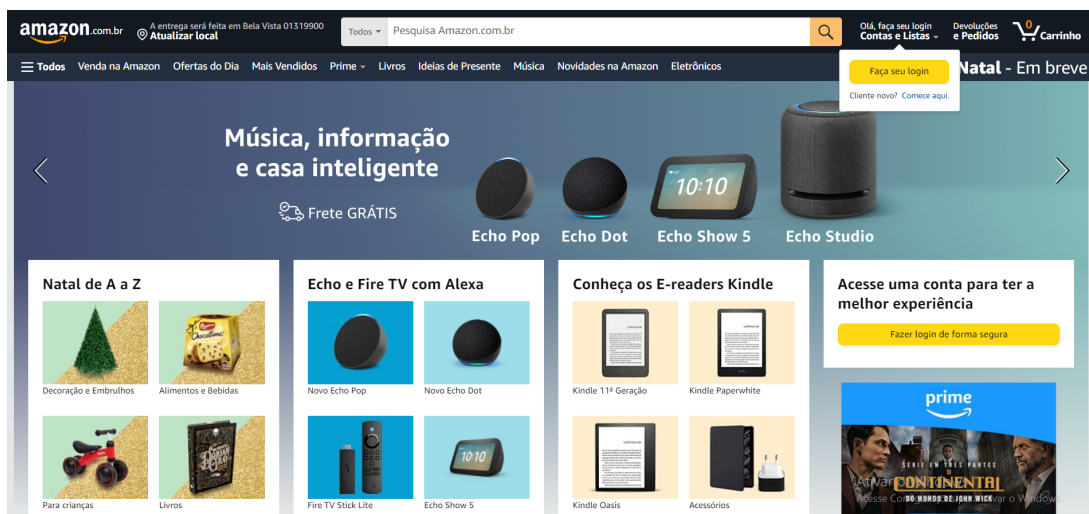 amazon.com.br
A entrega será feita em Bela Vista 01319900
Atualizar local
Todos
Pesquisa Amazon.com.br
Olá, faça seu login
Contas e Listas
Devoluções
e Pedidos
0
Carrinho
Todos
Venda na Amazon
Ofertas do Dia
Mais Vendidos
Prime
Livros
Ideias de Presente
Música
Novidades na Amazon
Eletrônicos
Natal - Em breve
Faça seu login
Cliente novo? Comece aqui.
Música, informação
e casa inteligente
Frete GRÁTIS
10:10
Echo Pop
Echo Dot
Echo Show 5
Echo Studio
Natal de A a Z
Decoração e Embrulhos
Alimentos e Bebidas
Para crianças
Livros
Echo e Fire TV com Alexa
Novo Echo Pop
Novo Echo Dot
10:10
Fire TV Stick Lite
Echo Show 5
Conheça os E-readers Kindle
Kindle 11ª Geração
Kindle Paperwhite
Kindle Oasis
Acessórios
Acesse uma conta para ter a
melhor experiência
Fazer login de forma segura
prime
SÉRIE EM TRÊS PARTES
O
CONTINENTAL
DO MUNDO DE JOHN WICK